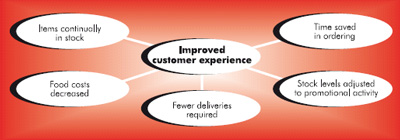 Items continually
in stock
Time saved
in ordering
Improved
customer experience
Food costs
decreased
Stock levels adjusted
to promotional activity
Fewer deliveries
required